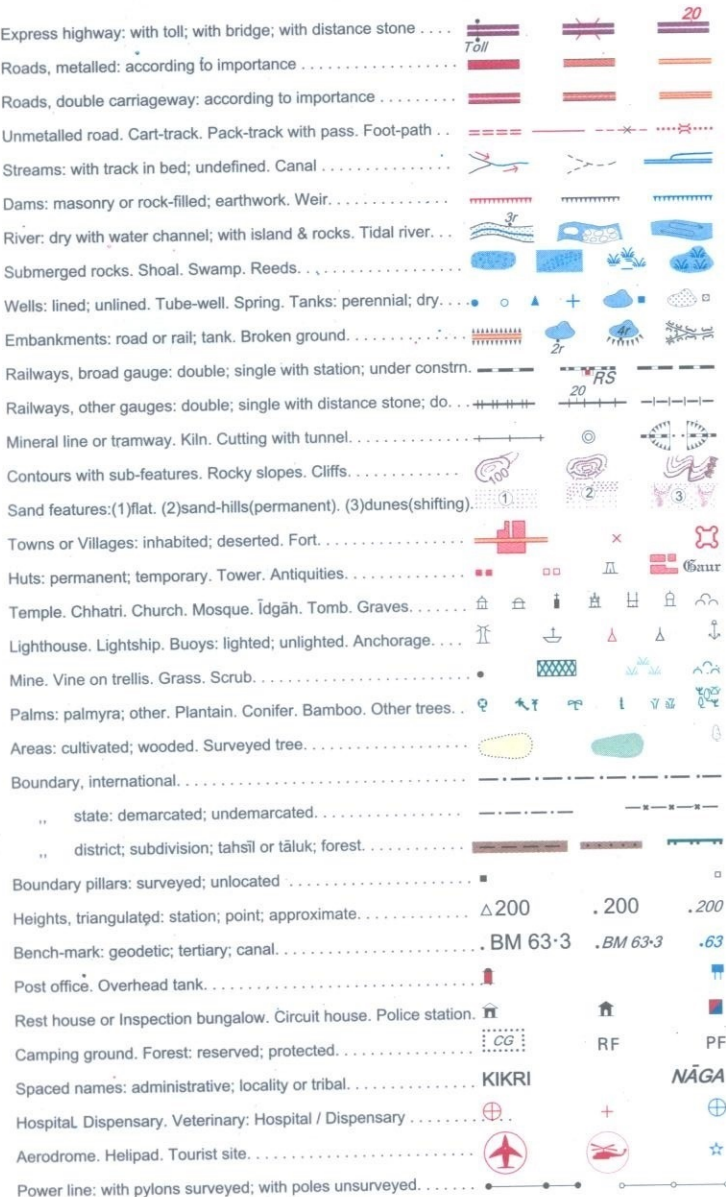 Express highway: with toll; with bridge; with distance stone .... Toll 20
Roads, metalled: according to importance ..................
Roads, double carriageway: according to importance .........
Unmetalled road. Cart-track. Pack-track with pass. Foot-path ..
Streams: with track in bed; undefined. Canal ................
Dams: masonry or rock-filled; earthwork. Weir...............
River: dry with water channel; with island & rocks. Tidal river... 3r
Submerged rocks. Shoal. Swamp. Reeds...................
Wells: lined; unlined. Tube-well. Spring. Tanks: perennial; dry....
Embankments: road or rail; tank. Broken ground.............. 2r 4r
Railways, broad gauge: double; single with station; under constrn. RS
Railways, other gauges: double; single with distance stone; do... 20
Mineral line or tramway. Kiln. Cutting with tunnel..............
Contours with sub-features. Rocky slopes. Cliffs.............. 100
Sand features:(1)flat. (2)sand-hills(permanent). (3)dunes(shifting). 1 2 3
Towns or Villages: inhabited; deserted. Fort..................
Huts: permanent; temporary. Tower. Antiquities............... Gaur
Temple. Chhatri. Church. Mosque. Īdgāh. Tomb. Graves.......
Lighthouse. Lightship. Buoys: lighted; unlighted. Anchorage....
Mine. Vine on trellis. Grass. Scrub.........................
Palms: palmyra; other. Plantain. Conifer. Bamboo. Other trees..
Areas: cultivated; wooded. Surveyed tree....................
Boundary, international..................................
,, state: demarcated; undemarcated..................
,, district; subdivision; tahsīl or tāluk; forest............
Boundary pillars: surveyed; unlocated ......................
Heights, triangulated: station; point; approximate............. 200 .200 .200
Bench-mark: geodetic; tertiary; canal....................... .BM 63·3 .BM 63·3 .63
Post office. Overhead tank................................
Rest house or Inspection bungalow. Circuit house. Police station.
Camping ground. Forest: reserved; protected................ CG RF PF
Spaced names: administrative; locality or tribal............... KIKRI NĀGA
Hospital. Dispensary. Veterinary: Hospital / Dispensary ..........
Aerodrome. Helipad. Tourist site...........................
Power line: with pylons surveyed; with poles unsurveyed.......